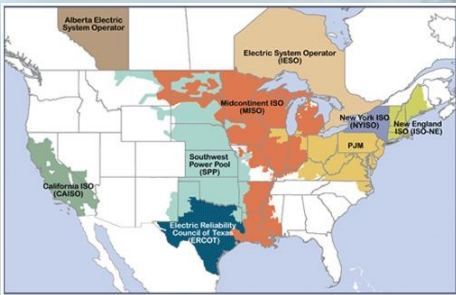 Alberta Electric
System Operator
Electric System Operator
(IESO)
Midcontinent ISO
(MISO)
New York ISO
(NYISO)
New England
ISO (ISO-NE)
PJM
Southwest
Power Pool
(SPP)
California ISO
(CAISO)
Electric Reliability
Council of Texas
(ERCOT)